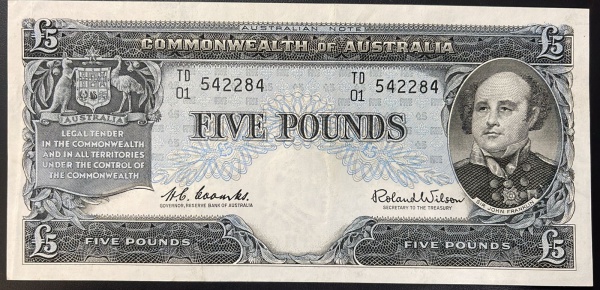 £5 AUSTRALIAN NOTE £5
COMMONWEALTH OF AUSTRALIA
TD
01 542284
TD
01 542284
AUSTRALIA
FIVE POUNDS
LEGAL TENDER
IN THE COMMONWEALTH
AND IN ALL TERRITORIES
UNDER THE CONTROL OF
THE COMMONWEALTH
SIR JOHN FRANKLIN
H.C. Coombs.
GOVERNOR, RESERVE BANK OF AUSTRALIA
Roland Wilson
SECRETARY TO THE TREASURY
£5 FIVE POUNDS
FIVE POUNDS £5